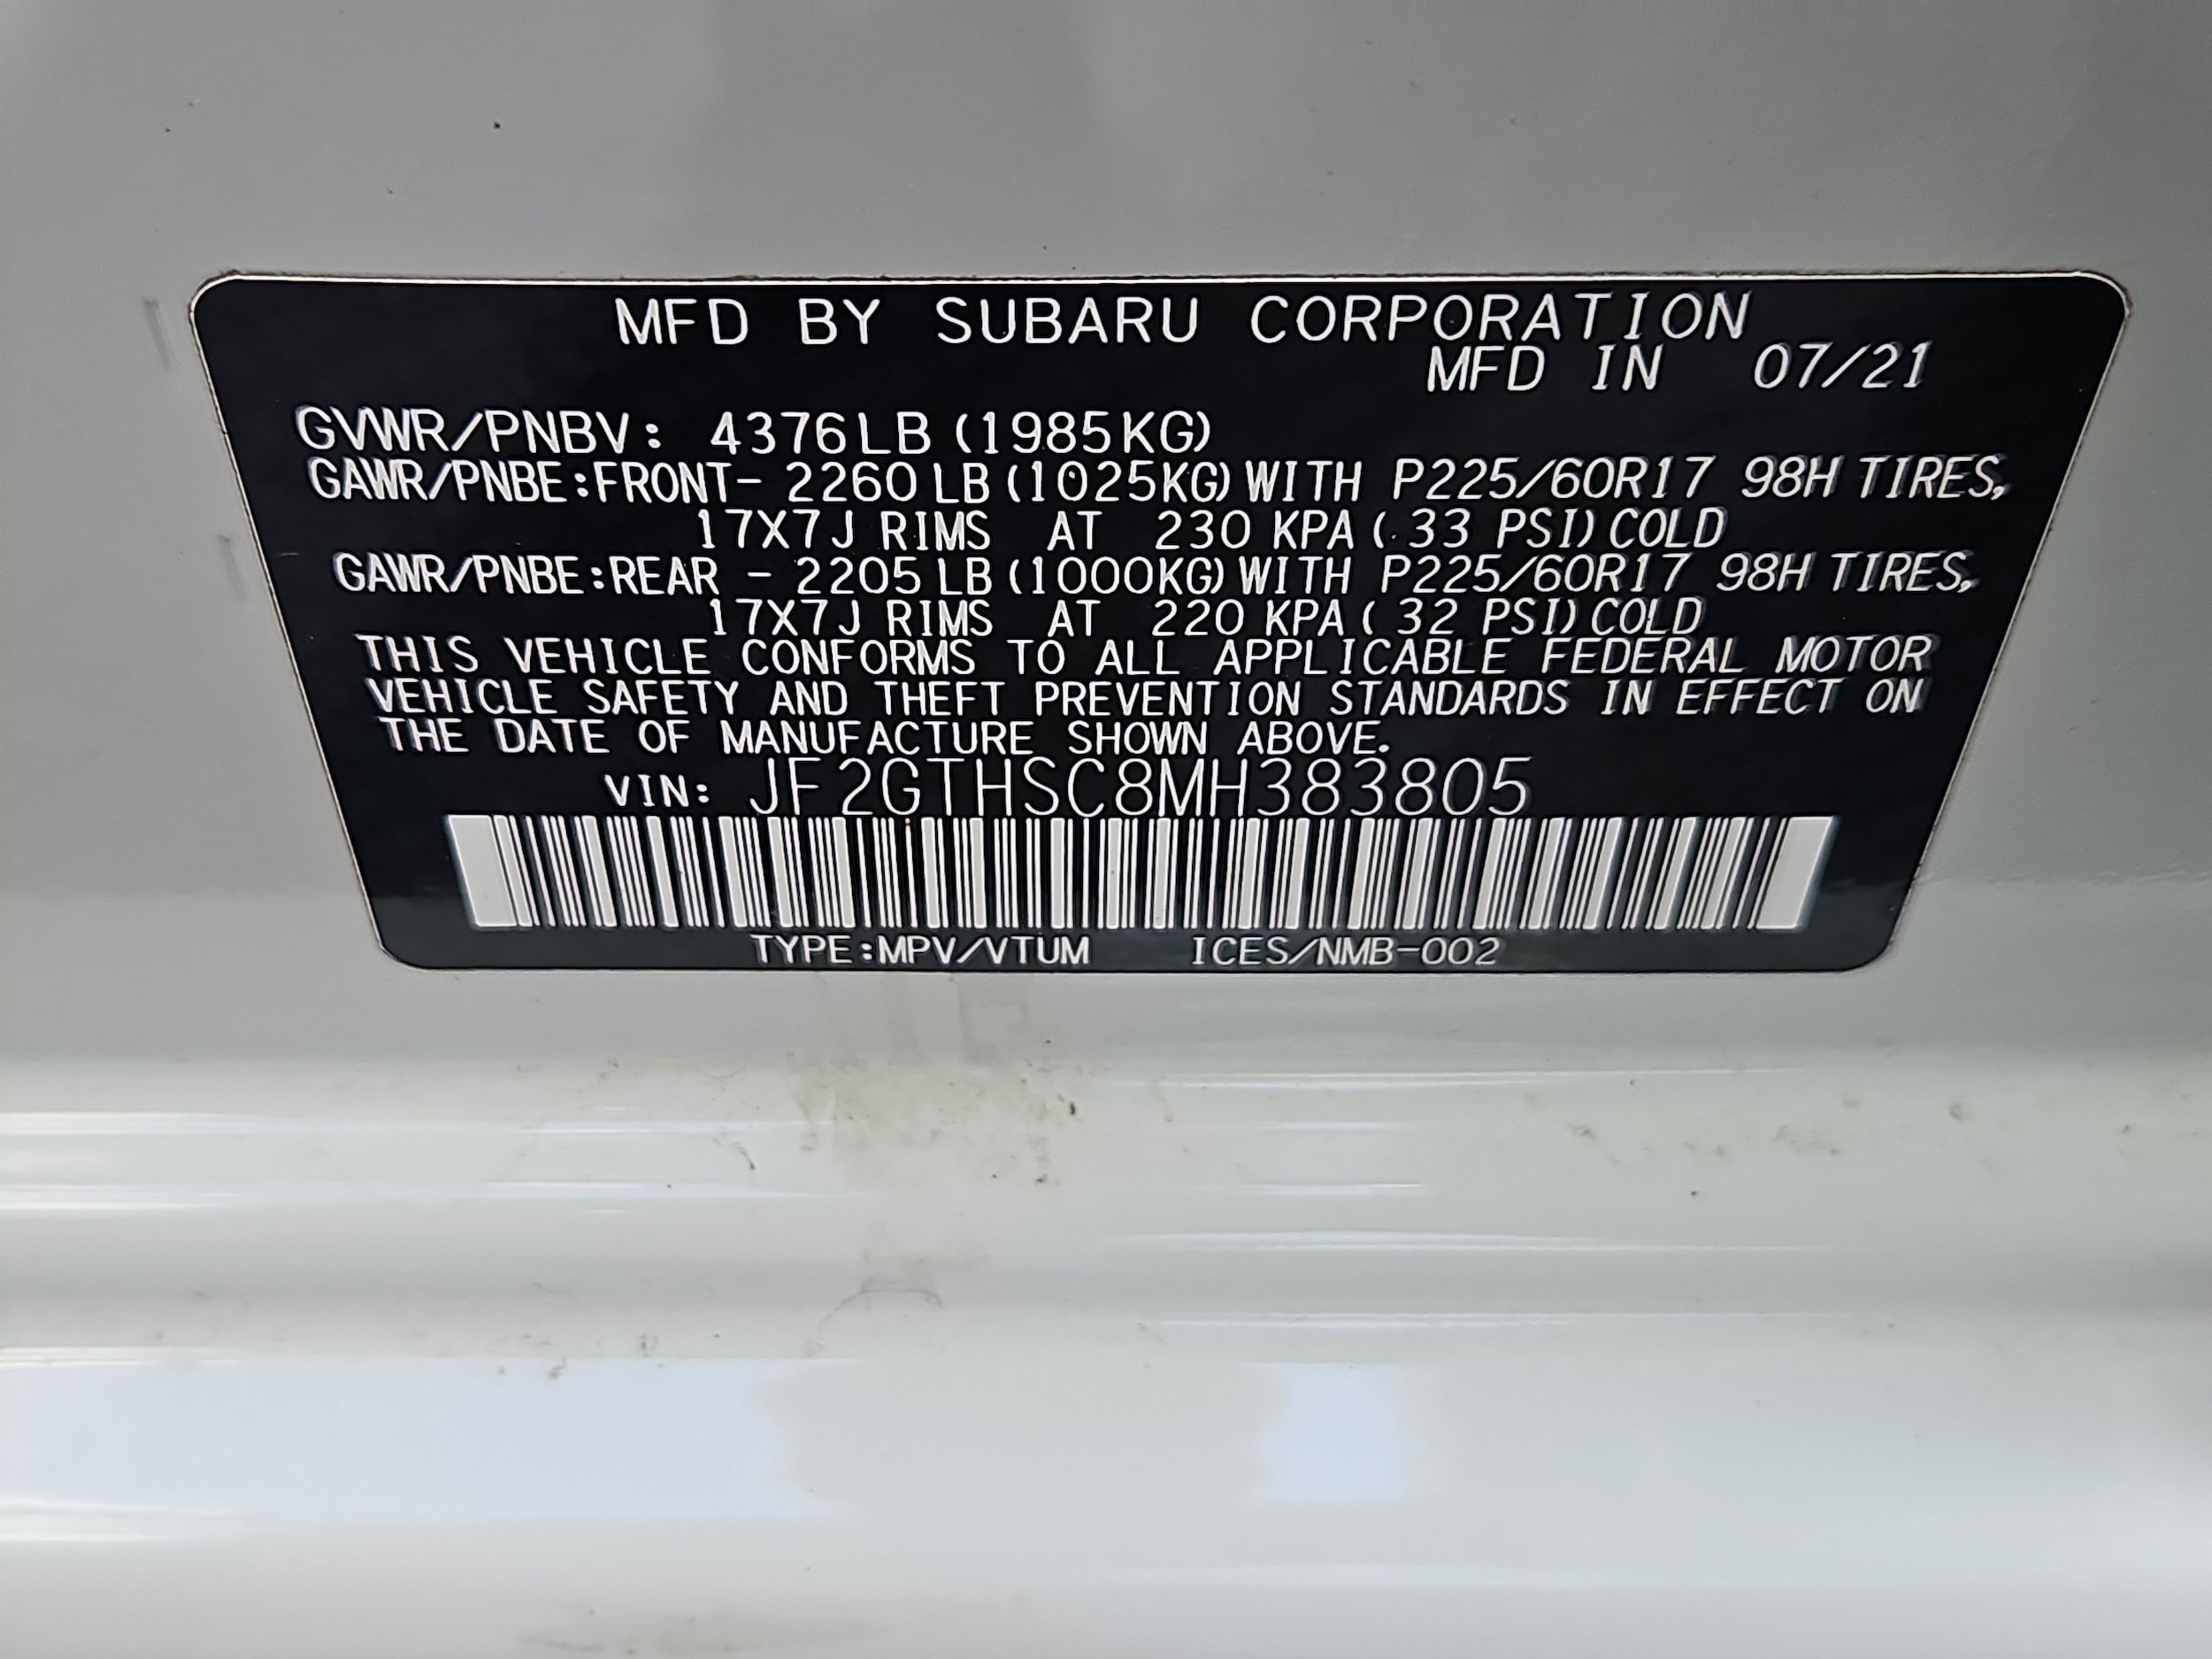 MFD BY SUBARU CORPORATION
MFD IN 07/21
GVWR/PNBV: 4376LB (1985KG)
GAWR/PNBE:FRONT- 2260 LB (1025KG) WITH P225/60R17 98H TIRES,
17X7J RIMS AT 230 KPA ( 33 PSI) COLD
GAWR/PNBE:REAR - 2205 LB (1000KG) WITH P225/60R17 98H TIRES,
17X7J RIMS AT 220 KPA ( 32 PSI) COLD
THIS VEHICLE CONFORMS TO ALL APPLICABLE FEDERAL MOTOR
VEHICLE SAFETY AND THEFT PREVENTION STANDARDS IN EFFECT ON
THE DATE OF MANUFACTURE SHOWN ABOVE.
VIN: JF2GTHSC8MH383805
TYPE:MPV/VTUM ICES/NMB-002